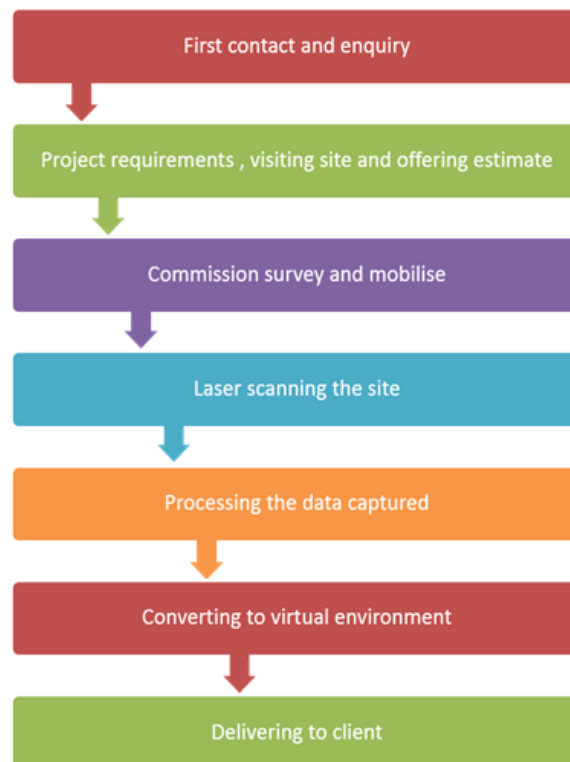 First contact and enquiry
Project requirements , visiting site and offering estimate
Commission survey and mobilise
Laser scanning the site
Processing the data captured
Converting to virtual environment
Delivering to client